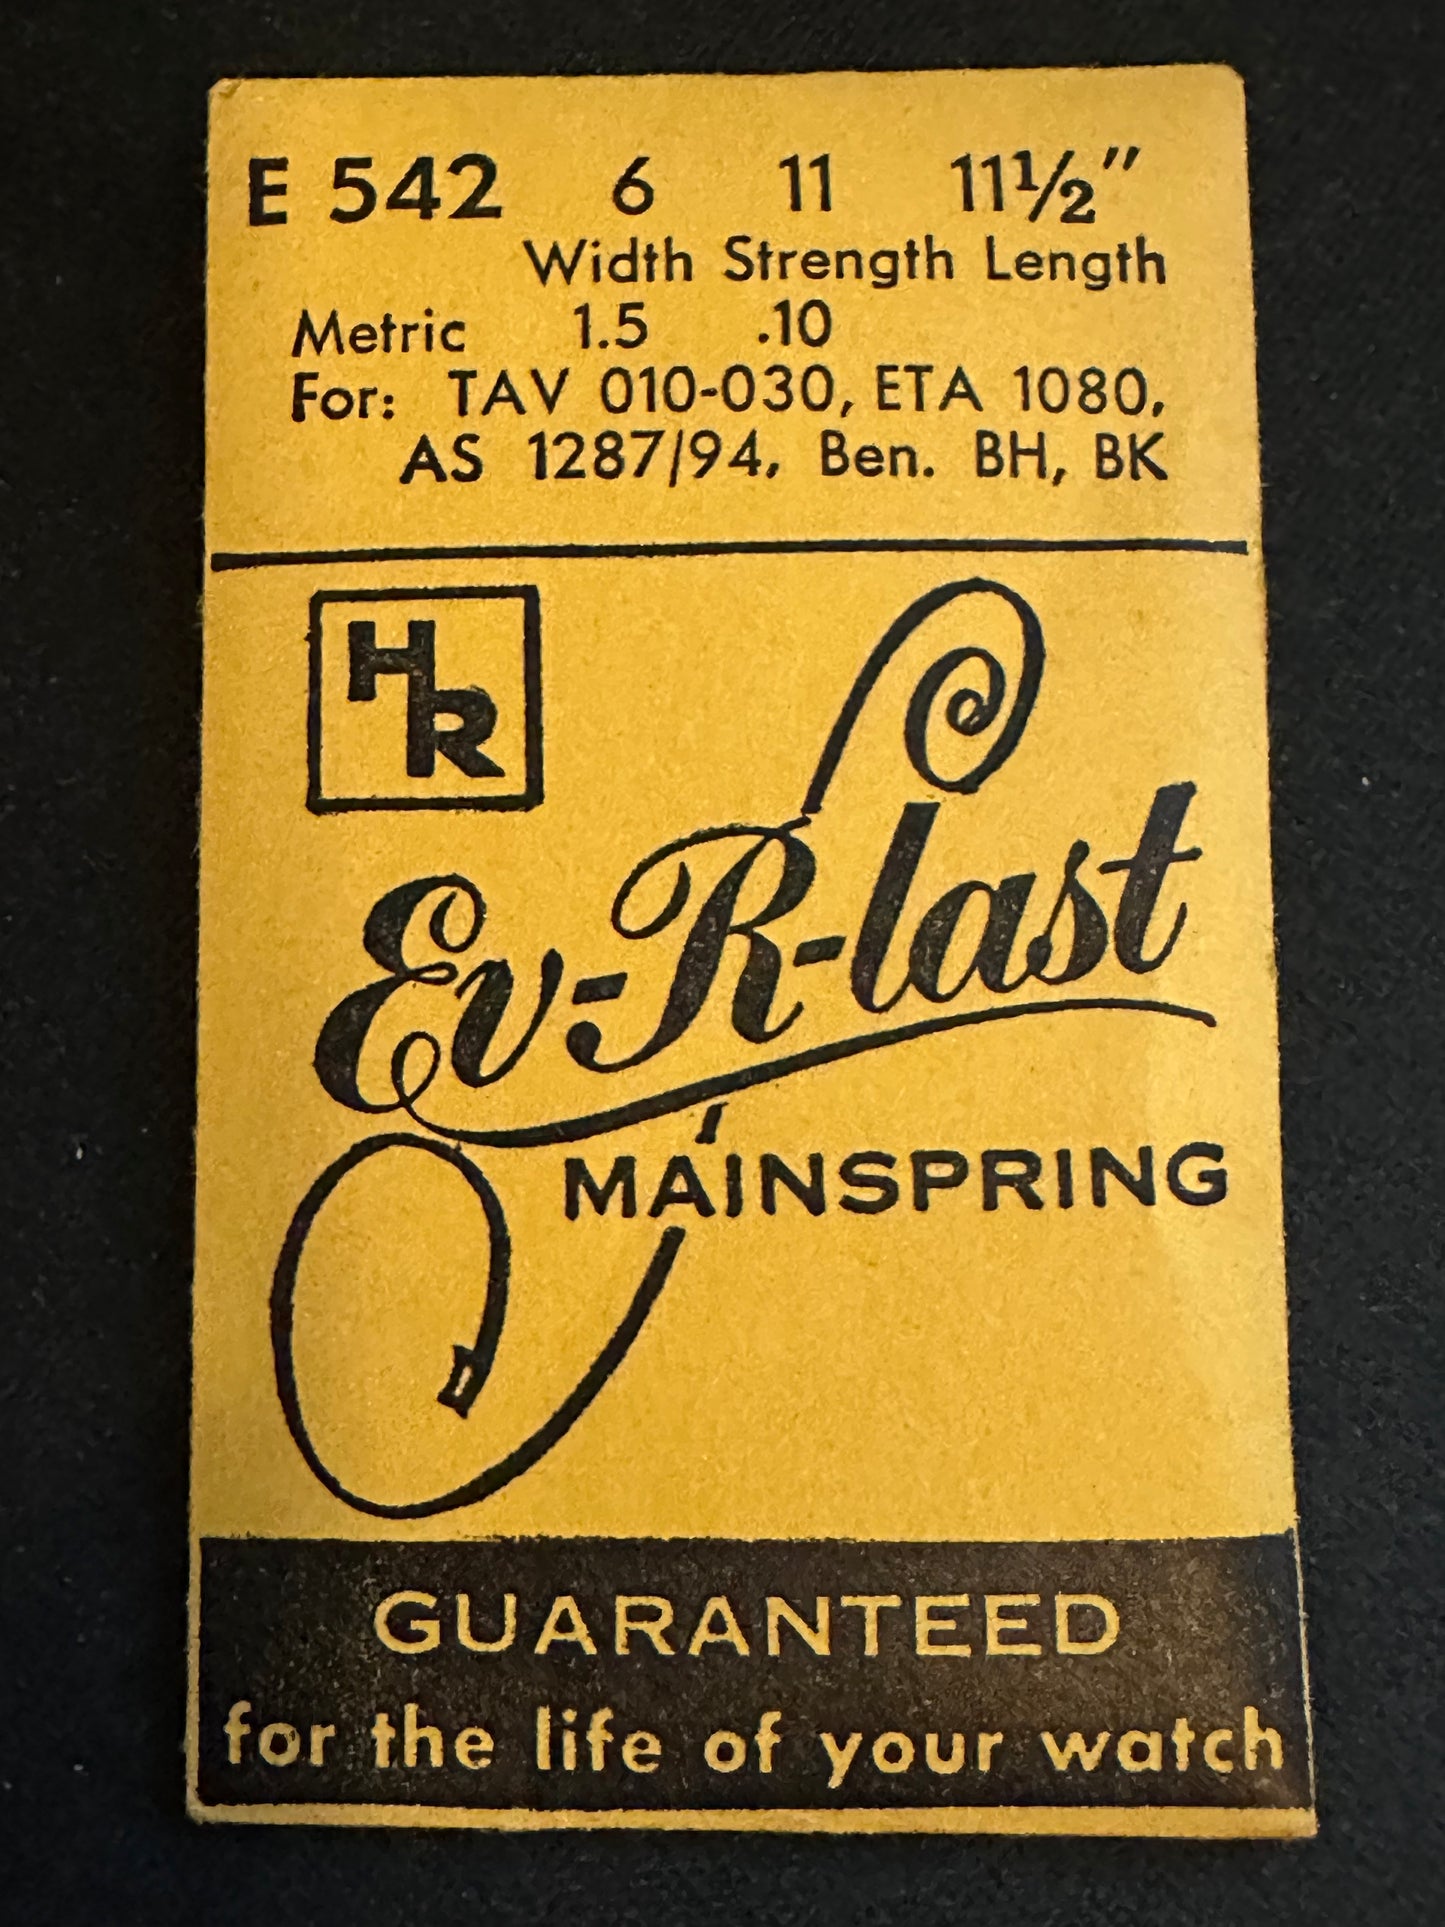 E 542 6 11 11½"
Width Strength Length
Metric 1.5 .10
For: TAV 010-030, ETA 1080,
AS 1287/94, Ben. BH, BK
HR
Ev-R-last
MAINSPRING
GUARANTEED
for the life of your watch